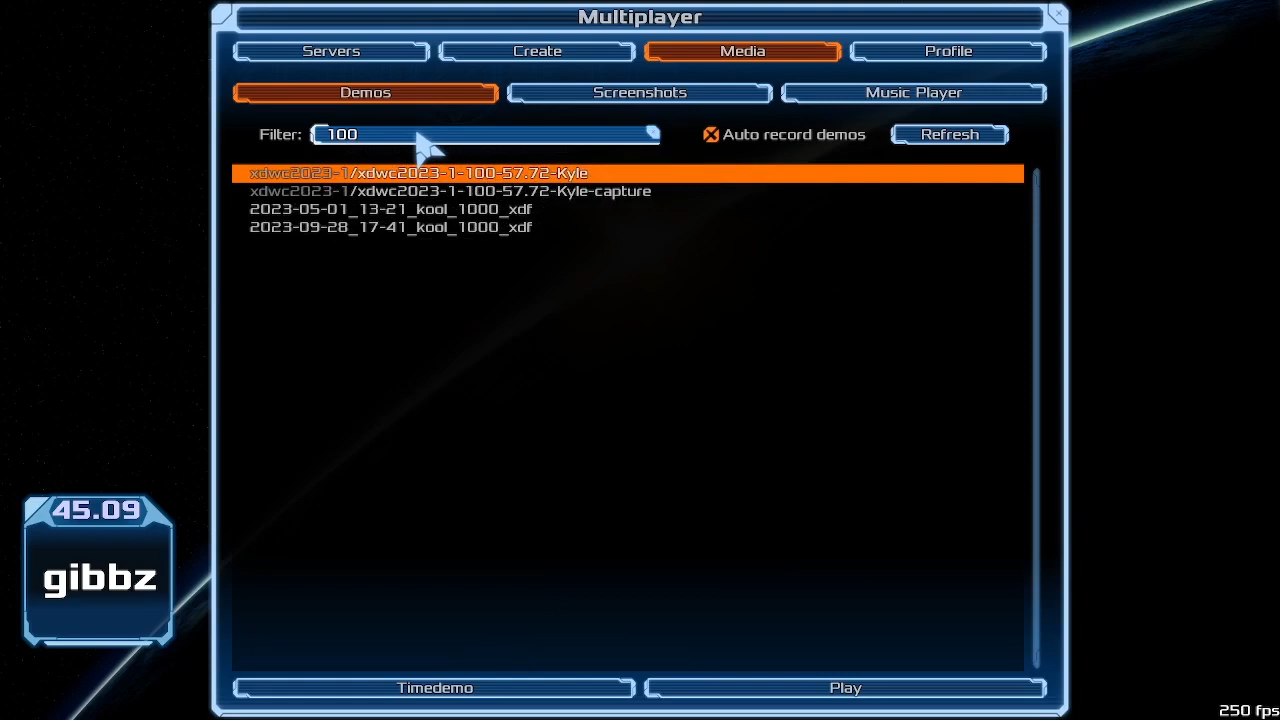 Multiplayer
Servers Create Media Profile
Demos Screenshots Music Player
Filter: 100 Auto record demos Refresh
xdwc2023-1/xdwc2023-1-100-57.72-Kyle
xdwc2023-1/xdwc2023-1-100-57.72-Kyle-capture
2023-05-01_13-21_kool_1000_xdf
2023-09-28_17-41_kool_1000_xdf
45.09
gibbz
Timedemo Play
250 fps